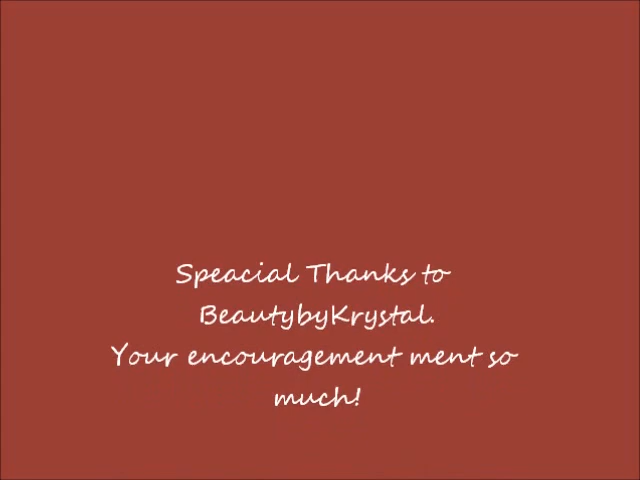 Speacial Thanks to
BeautybyKrystal.
Your encouragement ment so
much!